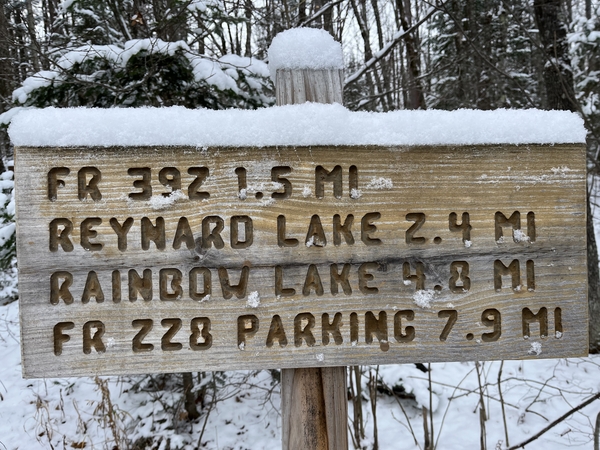 FR 392 1.5 MI
REYNARD LAKE 2.4 MI
RAINBOW LAKE 4.8 MI
FR 228 PARKING 7.9 MI